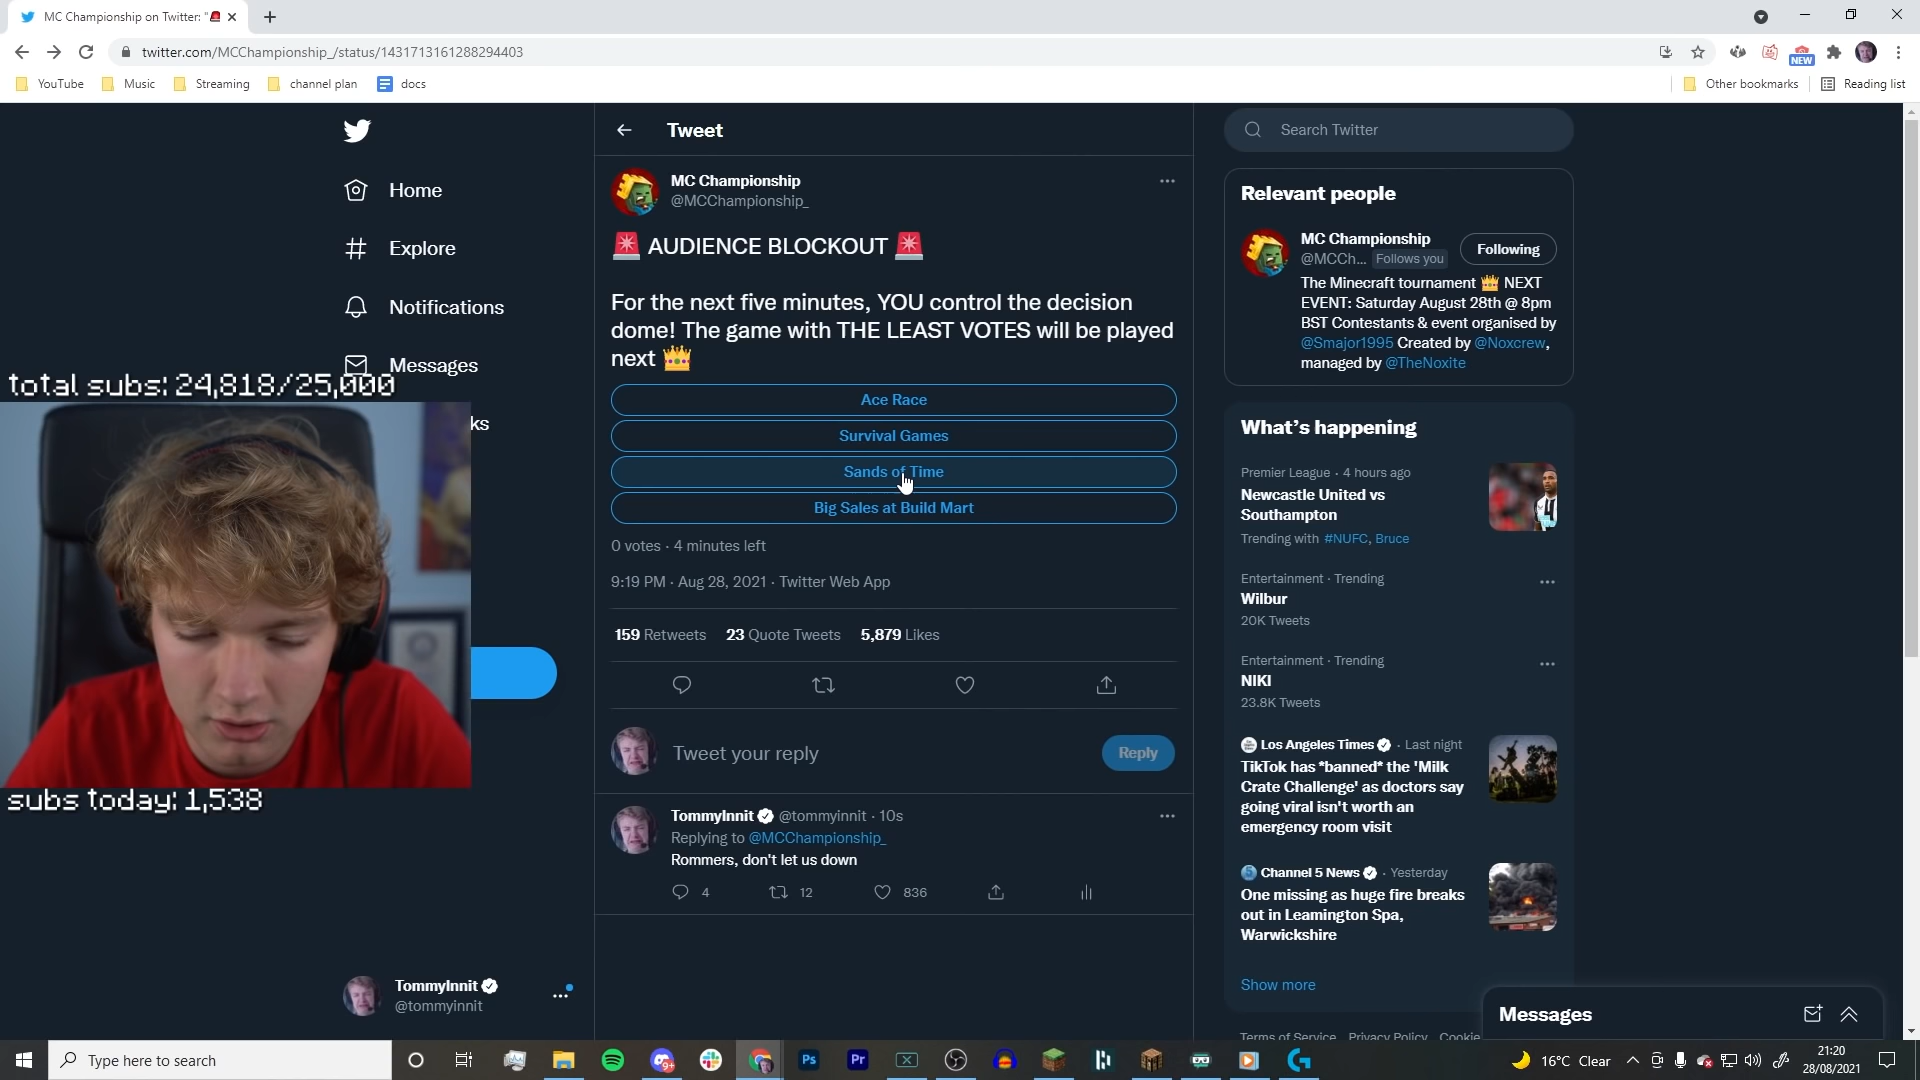 MC Championship on Twitter: "🚨
twitter.com/MCChampionship_/status/1431713161288294403
NEW
YouTube
Music
Streaming
channel plan
docs
Other bookmarks
Reading list
Home
Explore
Notifications
Messages
ks
total subs: 24,818/25,000
subs today: 1,538
TommyInnit
@tommyinnit
Tweet
MC Championship
@MCChampionship_
🚨 AUDIENCE BLOCKOUT 🚨
For the next five minutes, YOU control the decision
dome! The game with THE LEAST VOTES will be played
next 👑
Ace Race
Survival Games
Sands of Time
Big Sales at Build Mart
0 votes · 4 minutes left
9:19 PM · Aug 28, 2021 · Twitter Web App
159 Retweets 23 Quote Tweets 5,879 Likes
Tweet your reply
Reply
TommyInnit @tommyinnit · 10s
Replying to @MCChampionship_
Rommers, don't let us down
4 12 836
Search Twitter
Relevant people
MC Championship
@MCCh... Follows you
Following
The Minecraft tournament 👑 NEXT
EVENT: Saturday August 28th @ 8pm
BST Contestants & event organised by
@Smajor1995 Created by @Noxcrew,
managed by @TheNoxite
What's happening
Premier League · 4 hours ago
Newcastle United vs
Southampton
Trending with #NUFC, Bruce
Entertainment · Trending
Wilbur
20K Tweets
Entertainment · Trending
NIKI
23.8K Tweets
Los Angeles Times · Last night
TikTok has *banned* the 'Milk
Crate Challenge' as doctors say
going viral isn't worth an
emergency room visit
Channel 5 News · Yesterday
One missing as huge fire breaks
out in Leamington Spa,
Warwickshire
Show more
Terms of Service Privacy Policy Cookie
Messages
Type here to search
9+
Ps
Pr
16°C Clear
21:20
28/08/2021